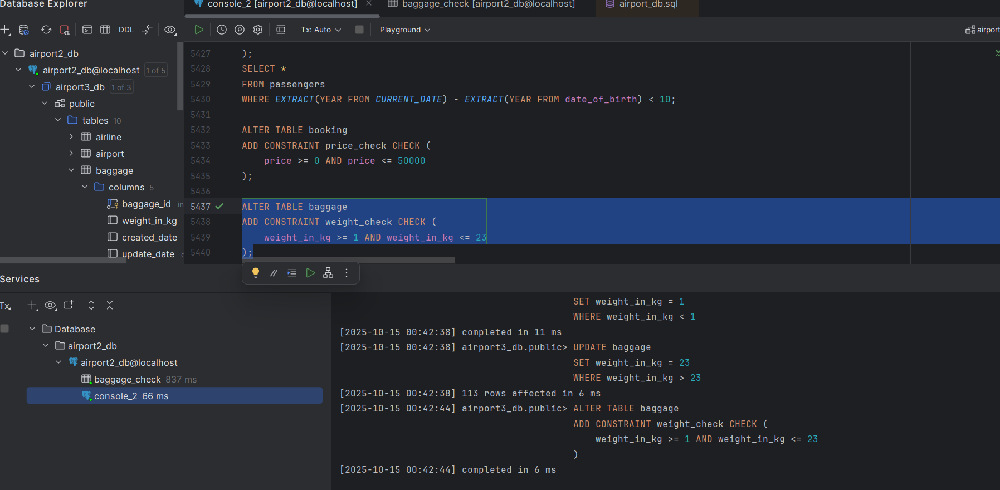 Database Explorer
console_2 [airport2_db@localhost]
baggage_check [airport2_db@localhost]
airport_db.sql
DDL
Tx: Auto
Playground
airport
airport2_db
airport2_db@localhost 1 of 5
airport3_db 1 of 3
public
tables 10
airline
airport
baggage
columns 5
baggage_id in
weight_in_kg
created_date
update_date
5427 );
5428 SELECT *
5429 FROM passengers
5430 WHERE EXTRACT(YEAR FROM CURRENT_DATE) - EXTRACT(YEAR FROM date_of_birth) < 10;
5431
5432 ALTER TABLE booking
5433 ADD CONSTRAINT price_check CHECK (
5434 price >= 0 AND price <= 50000
5435 );
5436
5437 ALTER TABLE baggage
5438 ADD CONSTRAINT weight_check CHECK (
5439 weight_in_kg >= 1 AND weight_in_kg <= 23
5440 );
Services
Tx
Database
airport2_db
airport2_db@localhost
baggage_check 837 ms
console_2 66 ms
SET weight_in_kg = 1
WHERE weight_in_kg < 1
[2025-10-15 00:42:38] completed in 11 ms
[2025-10-15 00:42:38] airport3_db.public> UPDATE baggage
SET weight_in_kg = 23
WHERE weight_in_kg > 23
[2025-10-15 00:42:38] 113 rows affected in 6 ms
[2025-10-15 00:42:44] airport3_db.public> ALTER TABLE baggage
ADD CONSTRAINT weight_check CHECK (
weight_in_kg >= 1 AND weight_in_kg <= 23
)
[2025-10-15 00:42:44] completed in 6 ms